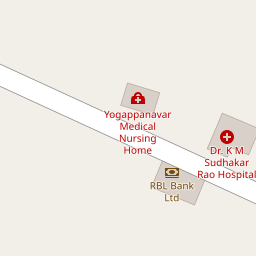 Yogappanavar
Medical
Nursing
Home
Dr. K M
Sudhakar
Rao Hospital
RBL Bank
Ltd